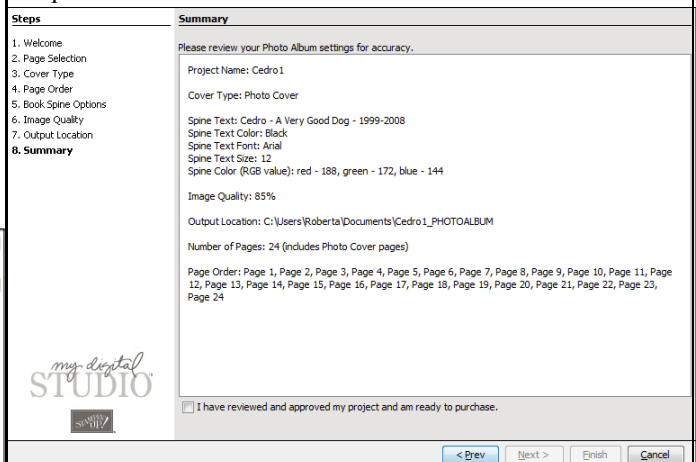 Steps
1. Welcome
2. Page Selection
3. Cover Type
4. Page Order
5. Book Spine Options
6. Image Quality
7. Output Location
8. Summary
my digital
STUDIO
STAMPIN' UP!
Summary
Please review your Photo Album settings for accuracy.
Project Name: Cedro1
Cover Type: Photo Cover
Spine Text: Cedro - A Very Good Dog - 1999-2008
Spine Text Color: Black
Spine Text Font: Arial
Spine Text Size: 12
Spine Color (RGB value): red - 188, green - 172, blue - 144
Image Quality: 85%
Output Location: C:\Users\Roberta\Documents\Cedro1_PHOTOALBUM
Number of Pages: 24 (includes Photo Cover pages)
Page Order: Page 1, Page 2, Page 3, Page 4, Page 5, Page 6, Page 7, Page 8, Page 9, Page 10, Page 11, Page
12, Page 13, Page 14, Page 15, Page 16, Page 17, Page 18, Page 19, Page 20, Page 21, Page 22, Page 23,
Page 24
I have reviewed and approved my project and am ready to purchase.
< Prev
Next >
Finish
Cancel